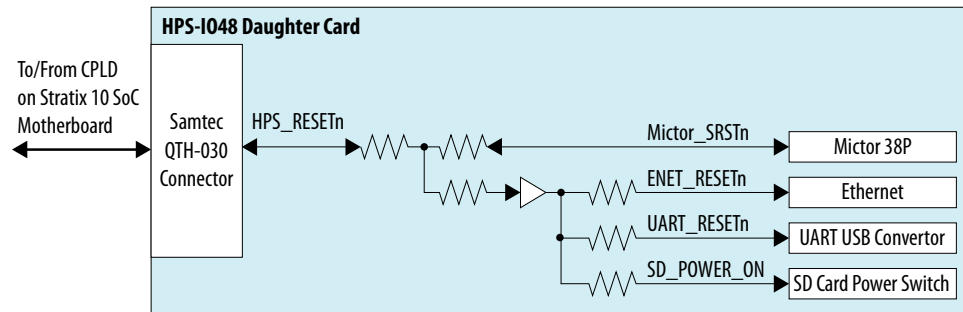 HPS-IO48 Daughter Card
To/From CPLD
on Stratix 10 SoC
Motherboard
Samtec
QTH-030
Connector
HPS_RESETn
Mictor_SRSTn
Mictor 38P
ENET_RESETn
Ethernet
UART_RESETn
UART USB Convertor
SD_POWER_ON
SD Card Power Switch